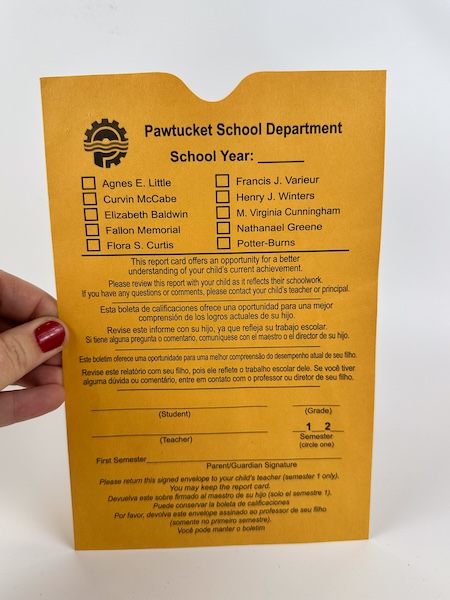 Pawtucket School Department
School Year: ______
Agnes E. Little
Curvin McCabe
Elizabeth Baldwin
Fallon Memorial
Flora S. Curtis
Francis J. Varieur
Henry J. Winters
M. Virginia Cunningham
Nathanael Greene
Potter-Burns
This report card offers an opportunity for a better
understanding of your child's current achievement.
Please review this report with your child as it reflects their schoolwork.
If you have any questions or comments, please contact your child's teacher or principal.
Esta boleta de calificaciones ofrece una oportunidad para una mejor
comprensión de los logros actuales de su hijo.
Revise este informe con su hijo, ya que refleja su trabajo escolar.
Si tiene alguna pregunta o comentario, comuníquese con el maestro o el director de su hijo.
Este boletim oferece uma oportunidade para uma melhor compreensão do desempenho atual de seu filho.
Revise este relatório com seu filho, pois ele reflete o trabalho escolar dele. Se você tiver
alguma dúvida ou comentário, entre em contato com o professor ou diretor de seu filho.
(Student)
(Grade)
1 2
(Teacher)
Semester
(circle one)
First Semester
Parent/Guardian Signature
Please return this signed envelope to your child's teacher (semester 1 only).
You may keep the report card.
Devuelva este sobre firmado al maestro de su hijo (solo el semestre 1).
Puede conservar la boleta de calificaciones
Por favor, devolva este envelope assinado ao professor de seu filho
(somente no primeiro semestre).
Você pode manter o boletim